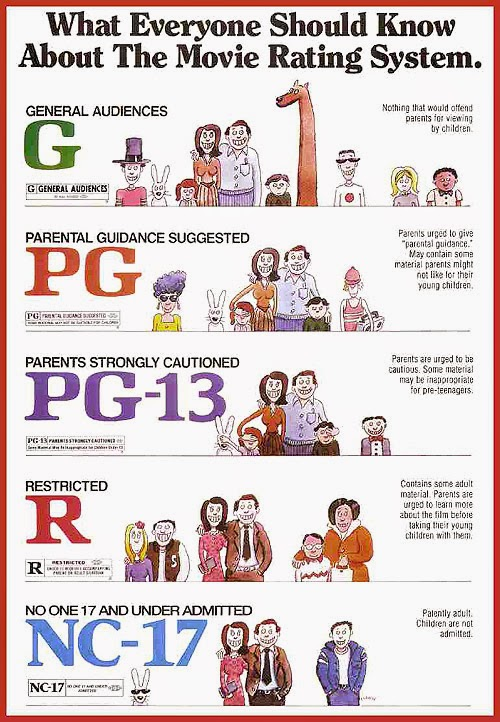 What Everyone Should Know
About The Movie Rating System.
GENERAL AUDIENCES
G
G GENERAL AUDIENCES
Nothing that would offend
parents for viewing
by children.
PARENTAL GUIDANCE SUGGESTED
PG
PG PARENTAL GUIDANCE SUGGESTED
SOME MATERIAL MAY NOT BE SUITABLE FOR CHILDREN
Parents urged to give
"parental guidance."
May contain some
material parents might
not like for their
young children.
PARENTS STRONGLY CAUTIONED
PG-13
PG-13 PARENTS STRONGLY CAUTIONED
Some Material May Be Inappropriate for Children Under 13
Parents are urged to be
cautious. Some material
may be inappropriate
for pre-teenagers.
RESTRICTED
R
R RESTRICTED
UNDER 17 REQUIRES ACCOMPANYING
PARENT OR ADULT GUARDIAN
S
Contains some adult
material. Parents are
urged to learn more
about the film before
taking their young
children with them.
NO ONE 17 AND UNDER ADMITTED
NC-17
NC-17 NO ONE 17 AND UNDER
ADMITTED
Patently adult.
Children are not
admitted.